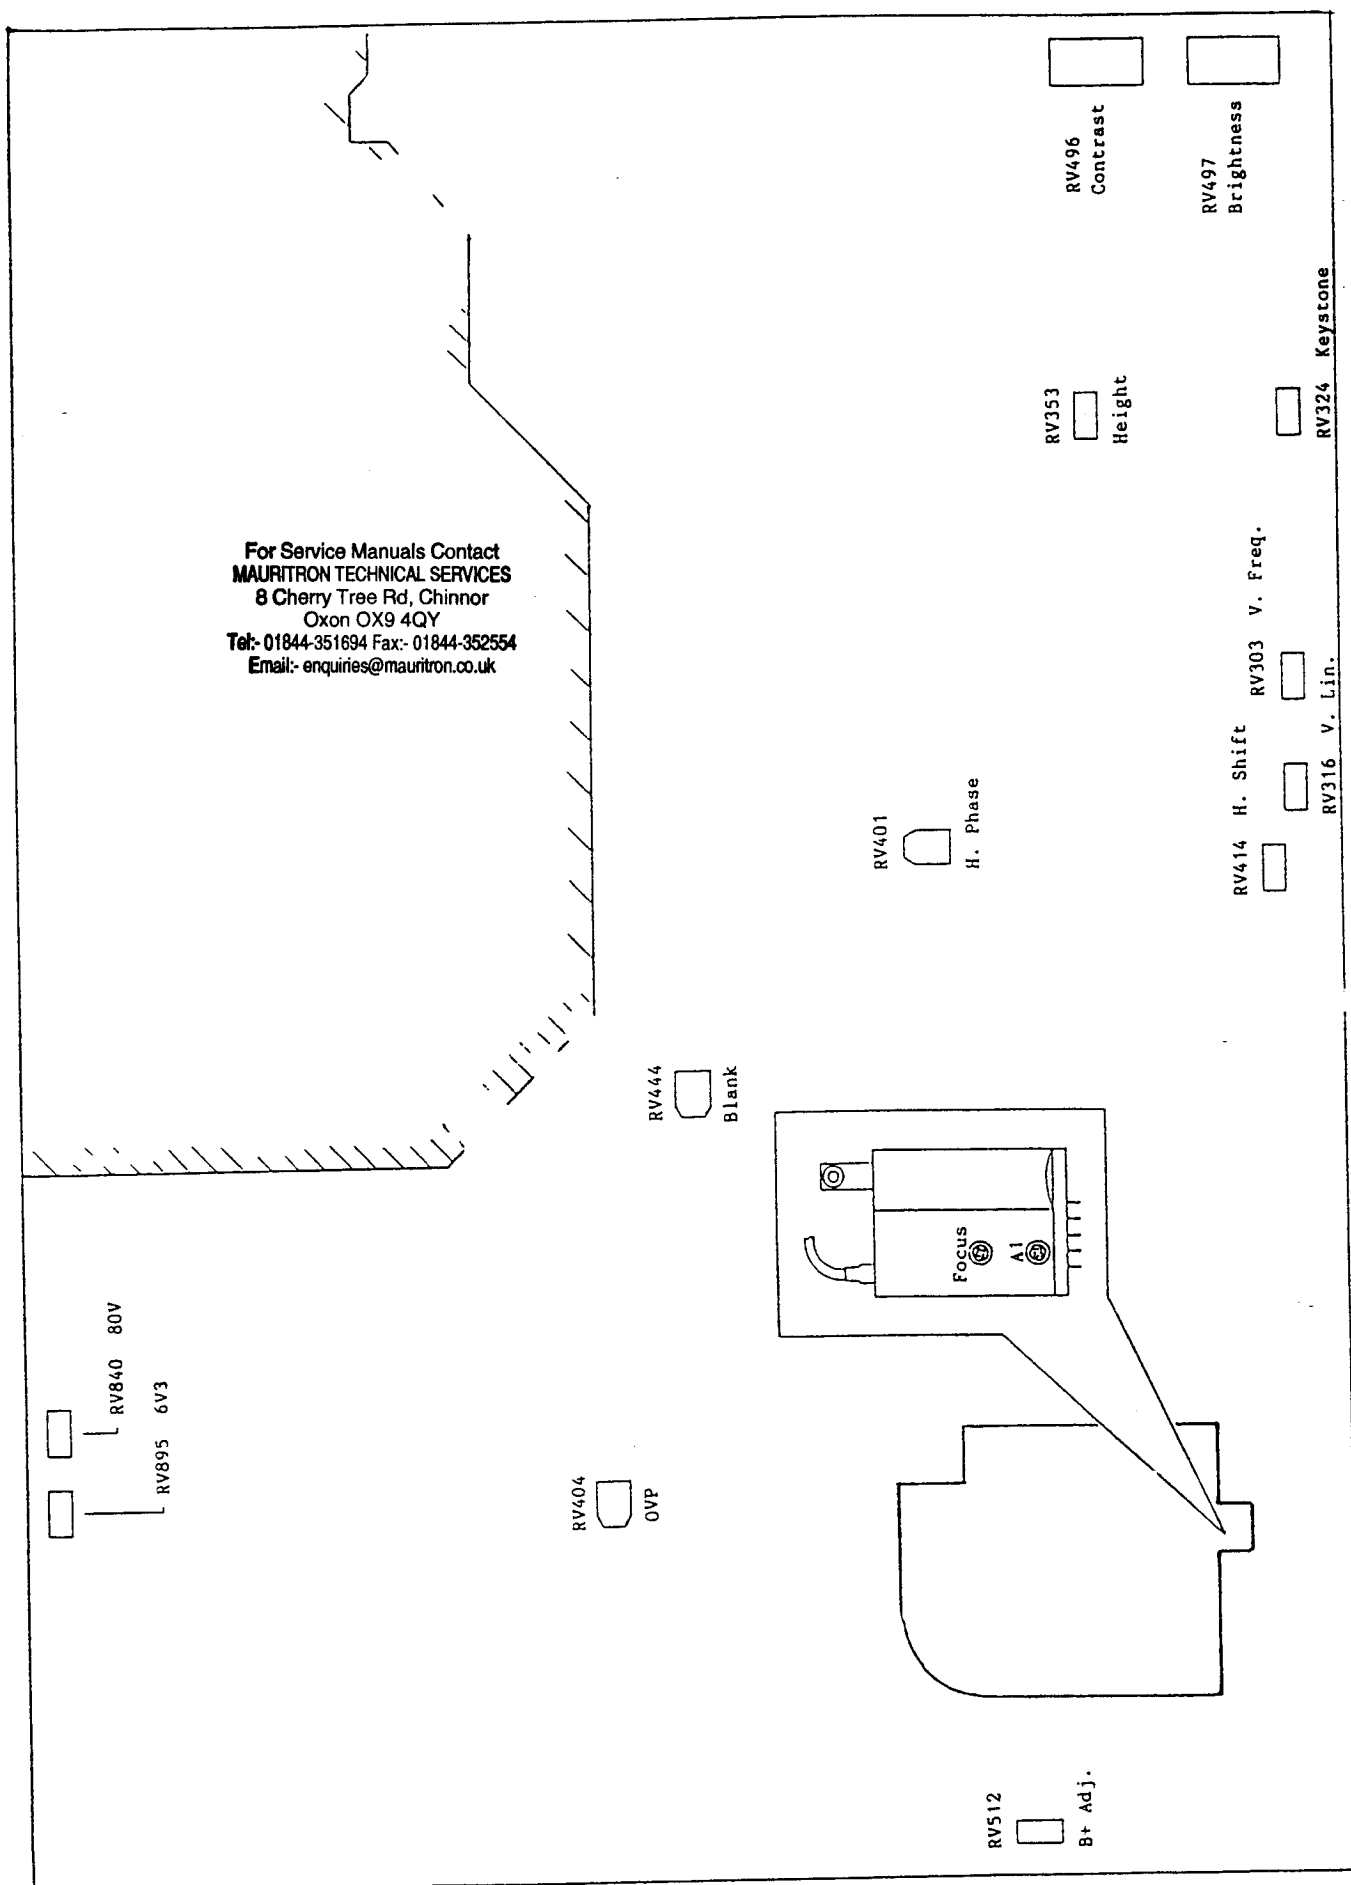 For Service Manuals Contact
MAURITRON TECHNICAL SERVICES
8 Cherry Tree Rd, Chinnor
Oxon OX9 4QY
Tel:- 01844-351694 Fax:- 01844-352554
Email:- enquiries@mauritron.co.uk
RV895 6V3
RV840 80V
RV404
OVP
RV444
Blank
RV512
B+ Adj.
Focus
A1
RV401
H. Phase
RV353
Height
RV496
Contrast
RV497
Brightness
RV414 H. Shift
RV316 V. Lin.
RV303 V. Freq.
RV324 Keystone